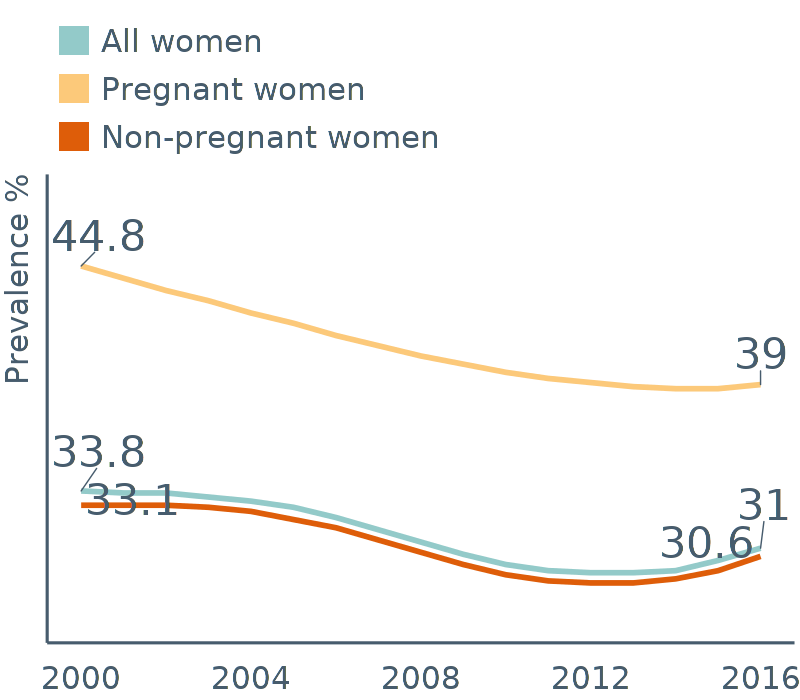 All women
Pregnant women
Non-pregnant women
Prevalence %
44.8
39
33.8
33.1
31
30.6
2000 2004 2008 2012 2016